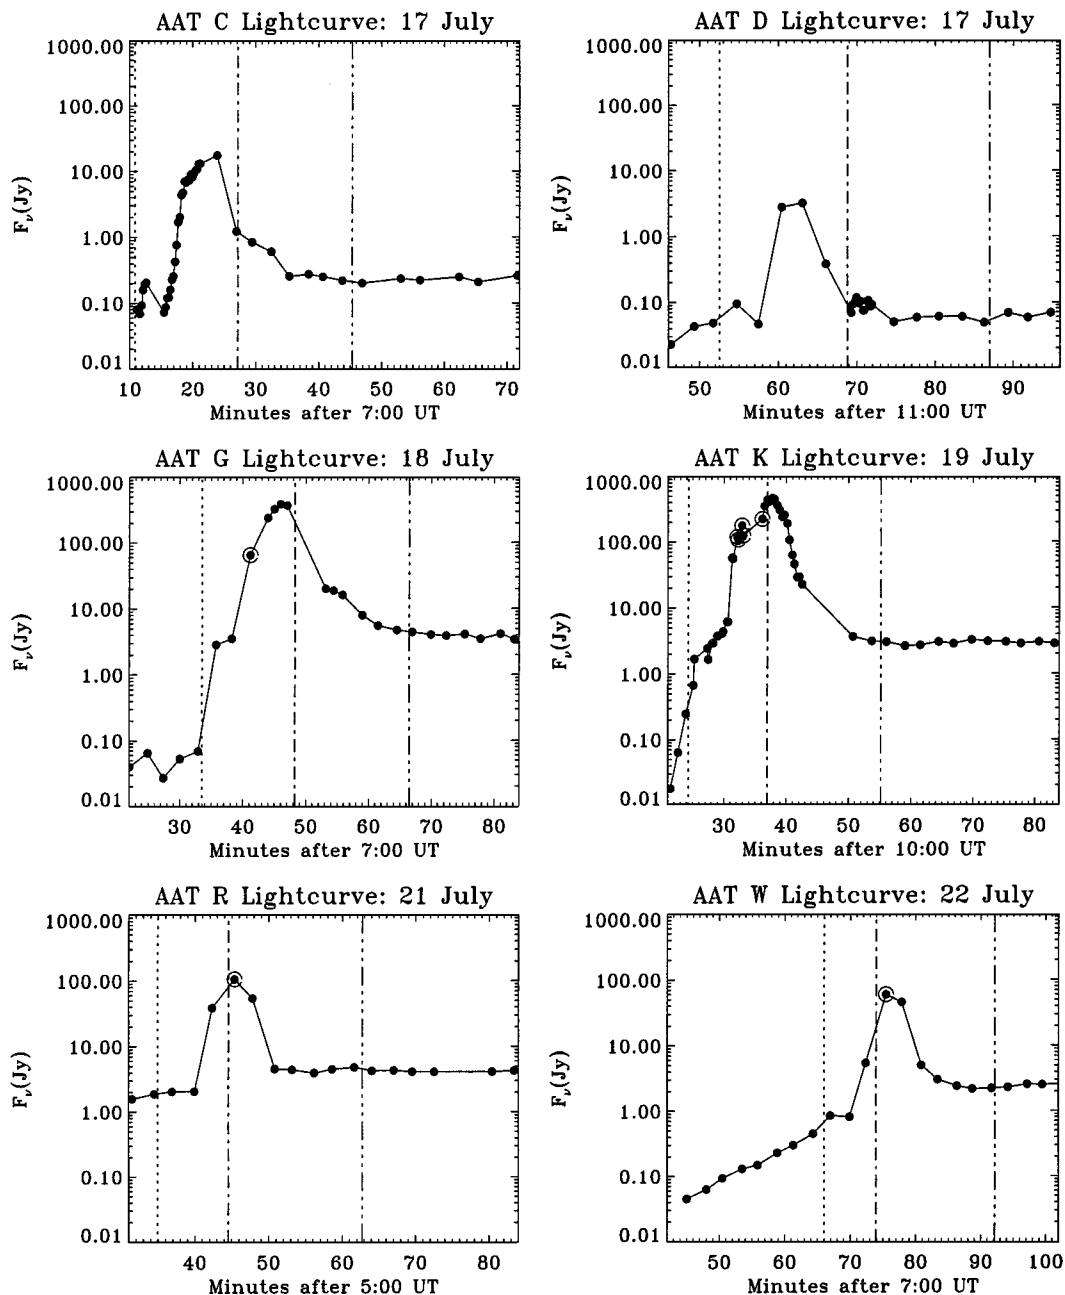 AAT C Lightcurve: 17 July
1000.00
100.00
10.00
1.00
0.10
0.01
Fν(Jy)
10 20 30 40 50 60 70
Minutes after 7:00 UT
AAT D Lightcurve: 17 July
1000.00
100.00
10.00
1.00
0.10
0.01
Fν(Jy)
50 60 70 80 90
Minutes after 11:00 UT
AAT G Lightcurve: 18 July
1000.00
100.00
10.00
1.00
0.10
0.01
Fν(Jy)
30 40 50 60 70 80
Minutes after 7:00 UT
AAT K Lightcurve: 19 July
1000.00
100.00
10.00
1.00
0.10
0.01
Fν(Jy)
30 40 50 60 70 80
Minutes after 10:00 UT
AAT R Lightcurve: 21 July
1000.00
100.00
10.00
1.00
0.10
0.01
Fν(Jy)
40 50 60 70 80
Minutes after 5:00 UT
AAT W Lightcurve: 22 July
1000.00
100.00
10.00
1.00
0.10
0.01
Fν(Jy)
50 60 70 80 90 100
Minutes after 7:00 UT